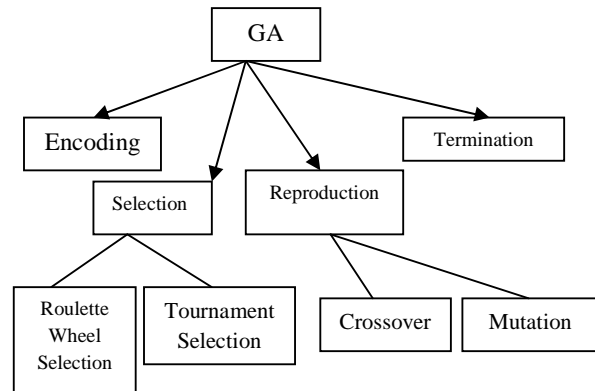 GA
Encoding
Termination
Selection
Reproduction
Roulette
Wheel
Selection
Tournament
Selection
Crossover
Mutation